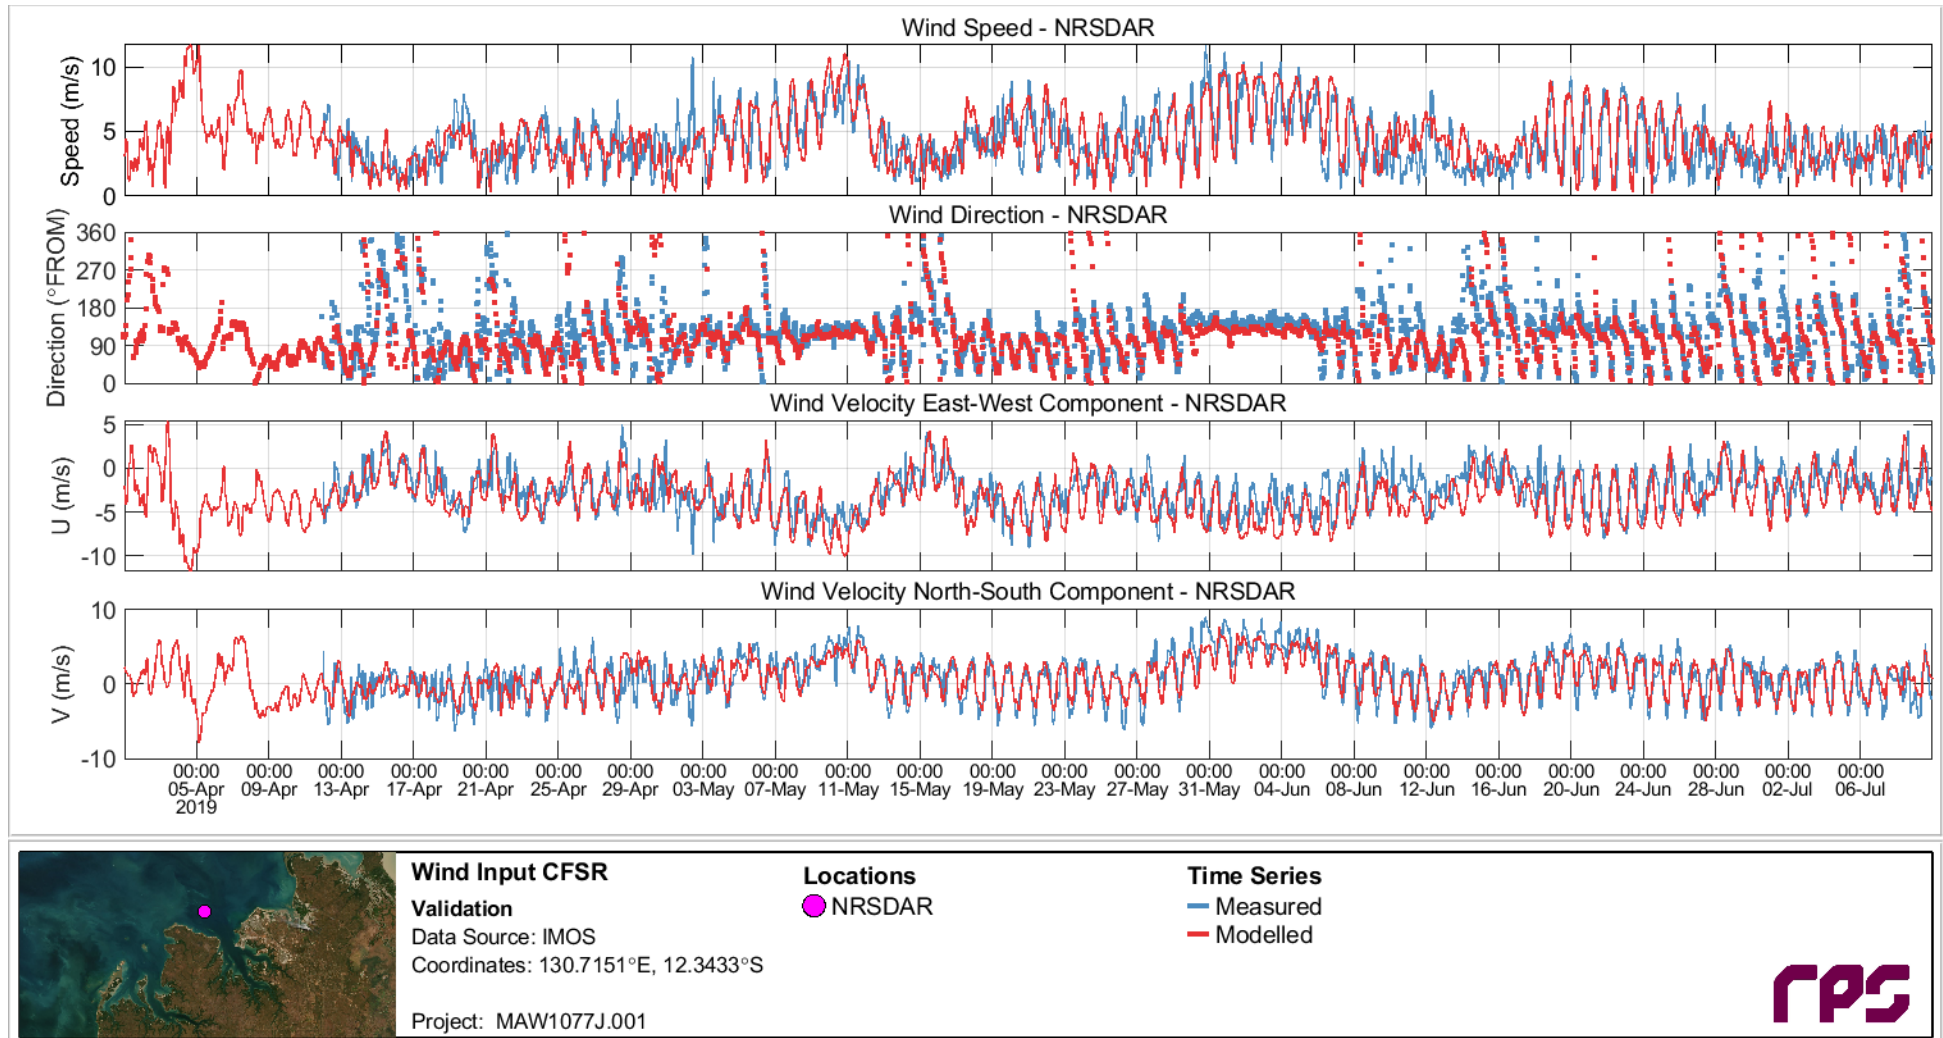 Wind Speed - NRSDAR
Speed (m/s)
10
5
0
Wind Direction - NRSDAR
Direction (°FROM)
360
270
180
90
0
Wind Velocity East-West Component - NRSDAR
U (m/s)
5
0
-5
-10
Wind Velocity North-South Component - NRSDAR
V (m/s)
10
0
-10
00:00 00:00 00:00 00:00 00:00 00:00 00:00 00:00 00:00 00:00 00:00 00:00 00:00 00:00 00:00 00:00 00:00 00:00 00:00 00:00 00:00 00:00 00:00 00:00
05-Apr 09-Apr 13-Apr 17-Apr 21-Apr 25-Apr 29-Apr 03-May 07-May 11-May 15-May 19-May 23-May 27-May 31-May 04-Jun 08-Jun 12-Jun 16-Jun 20-Jun 24-Jun 28-Jun 02-Jul 06-Jul
2019
Wind Input CFSR
Validation
Data Source: IMOS
Coordinates: 130.7151°E, 12.3433°S
Project: MAW1077J.001
Locations
NRSDAR
Time Series
Measured
Modelled
rps